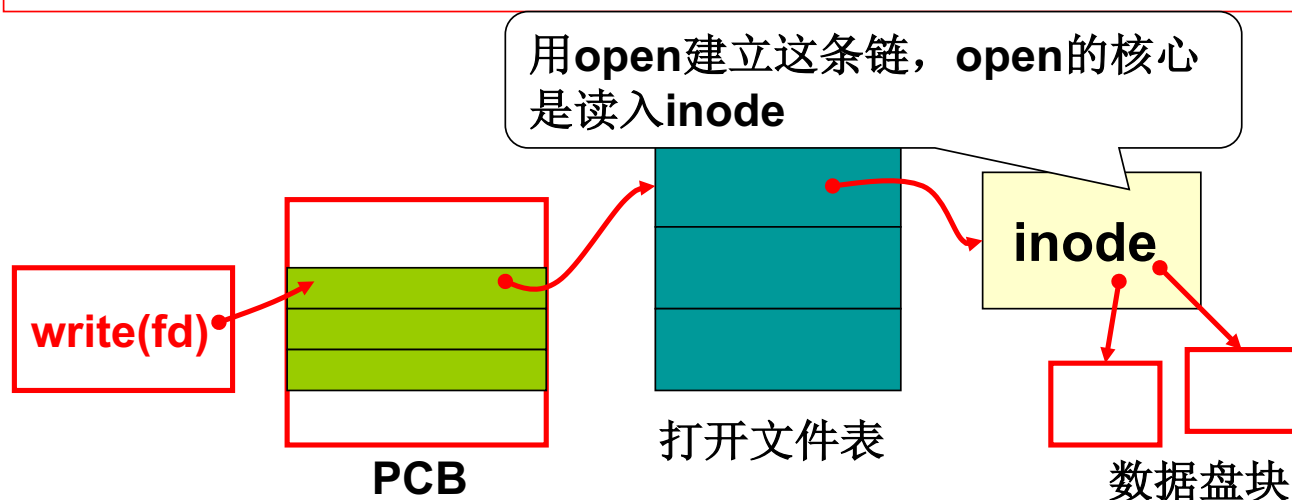 用open建立这条链，open的核心
是读入inode
inode
write(fd)
打开文件表
PCB
数据盘块